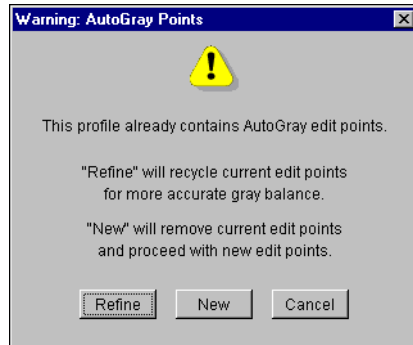 Warning: AutoGray Points
This profile already contains AutoGray edit points.
"Refine" will recycle current edit points
for more accurate gray balance.
"New" will remove current edit points
and proceed with new edit points.
Refine New Cancel